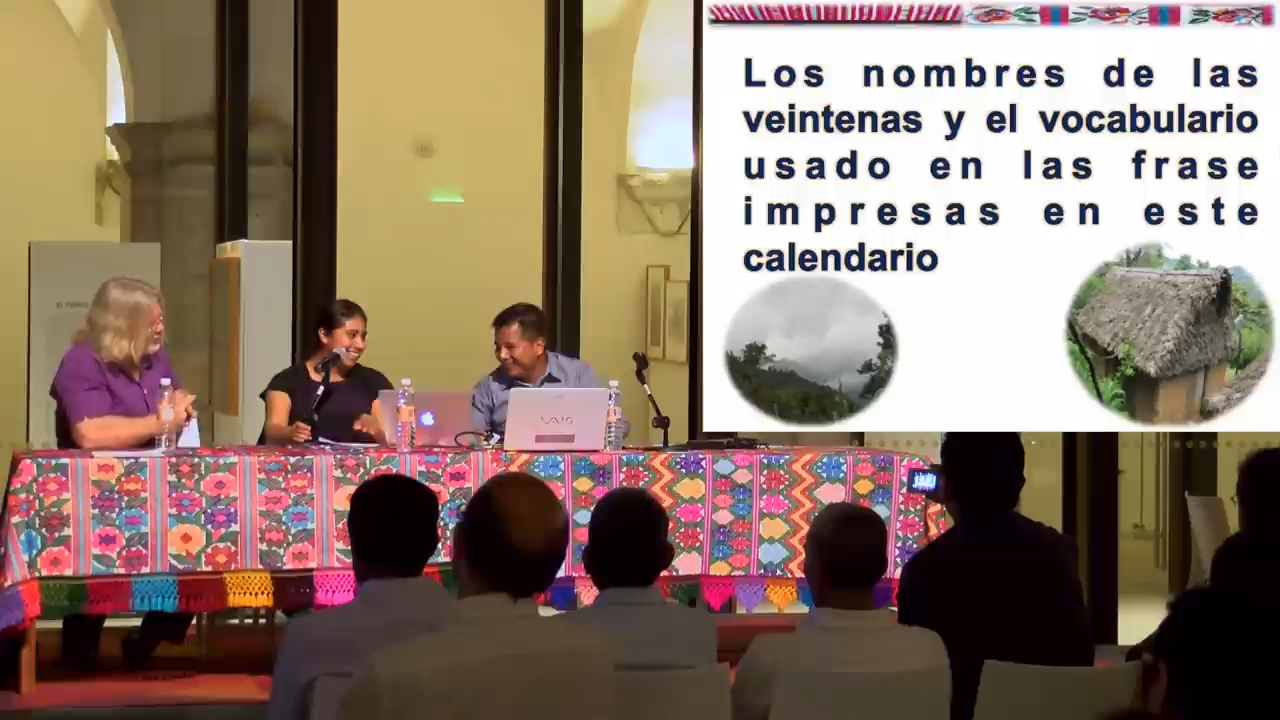 Los nombres de las
veintenas y el vocabulario
usado en las frase
impresas en este
calendario
VAIO